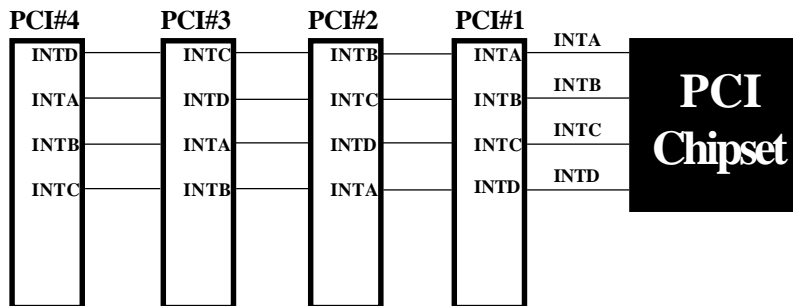 PCI#4 PCI#3 PCI#2 PCI#1
INTA
INTD INTC INTB INTA
INTB
INTA INTD INTC INTB
PCI
INTC
INTB INTA INTD INTC
Chipset
INTD
INTC INTB INTA INTD